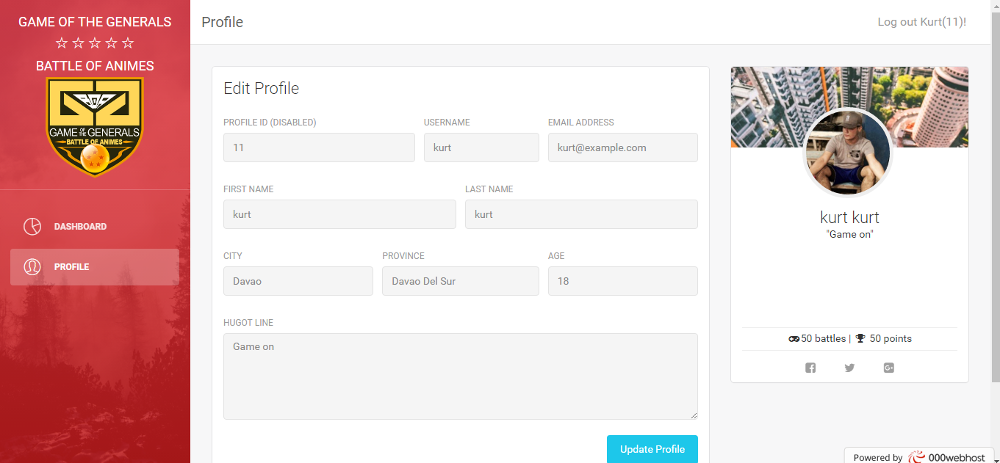 GAME OF THE GENERALS
BATTLE OF ANIMES
GAME OF THE GENERALS
BATTLE OF ANIMES
DASHBOARD
PROFILE
Profile
Log out Kurt(11)!
Edit Profile
PROFILE ID (DISABLED)
USERNAME
EMAIL ADDRESS
11
kurt
kurt@example.com
FIRST NAME
LAST NAME
kurt
kurt
CITY
PROVINCE
AGE
Davao
Davao Del Sur
18
HUGOT LINE
Game on
Update Profile
kurt kurt
"Game on"
50 battles | 50 points
Powered by 000webhost